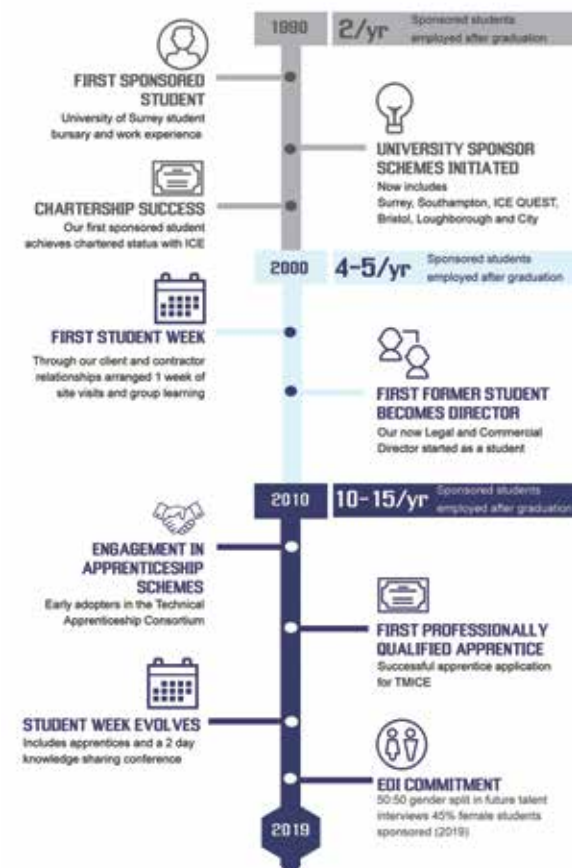 1990
2/yr
Sponsored students
employed after graduation
FIRST SPONSORED
STUDENT
University of Surrey student
bursary and work experience
UNIVERSITY SPONSOR
SCHEMES INITIATED
Now includes
Surrey, Southampton, ICE QUEST,
Bristol, Loughborough and City
CHARTERSHIP SUCCESS
Our first sponsored student
achieves chartered status with ICE
2000
4-5/yr
Sponsored students
employed after graduation
FIRST STUDENT WEEK
Through our client and contractor
relationships arranged 1 week of
site visits and group learning
FIRST FORMER STUDENT
BECOMES DIRECTOR
Our now Legal and Commercial
Director started as a student
2010
10-15/yr
Sponsored students
employed after graduation
ENGAGEMENT IN
APPRENTICESHIP
SCHEMES
Early adopters in the Technical
Apprenticeship Consortium
FIRST PROFESSIONALLY
QUALIFIED APPRENTICE
Successful apprentice application
for TMICE
STUDENT WEEK EVOLVES
Includes apprentices and a 2 day
knowledge sharing conference
EDI COMMITMENT
50:50 gender split in future talent
interviews 45% female students
sponsored (2019)
2019